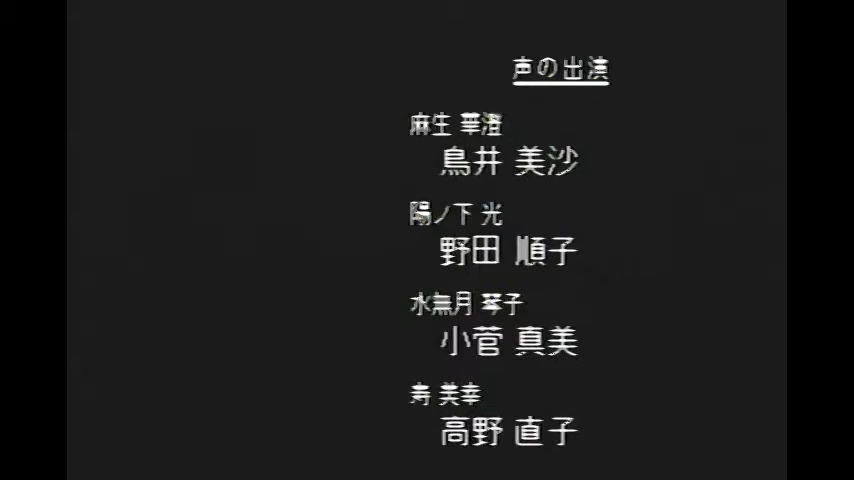 声の出演
麻生 華澄
鳥井 美沙
陽ノ下 光
野田 順子
水無月 琴子
小菅 真美
寿 美幸
高野 直子